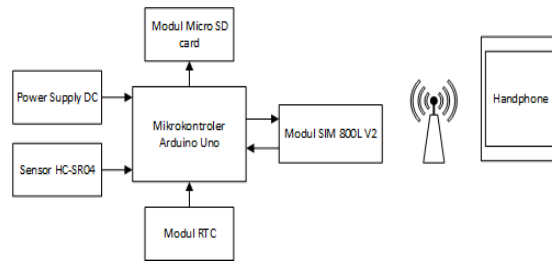 Modul Micro SD
card
Power Supply DC
Mikrokontroler
Arduino Uno
Handphone
Modul SIM 800L V2
Sensor HC-SR04
Modul RTC